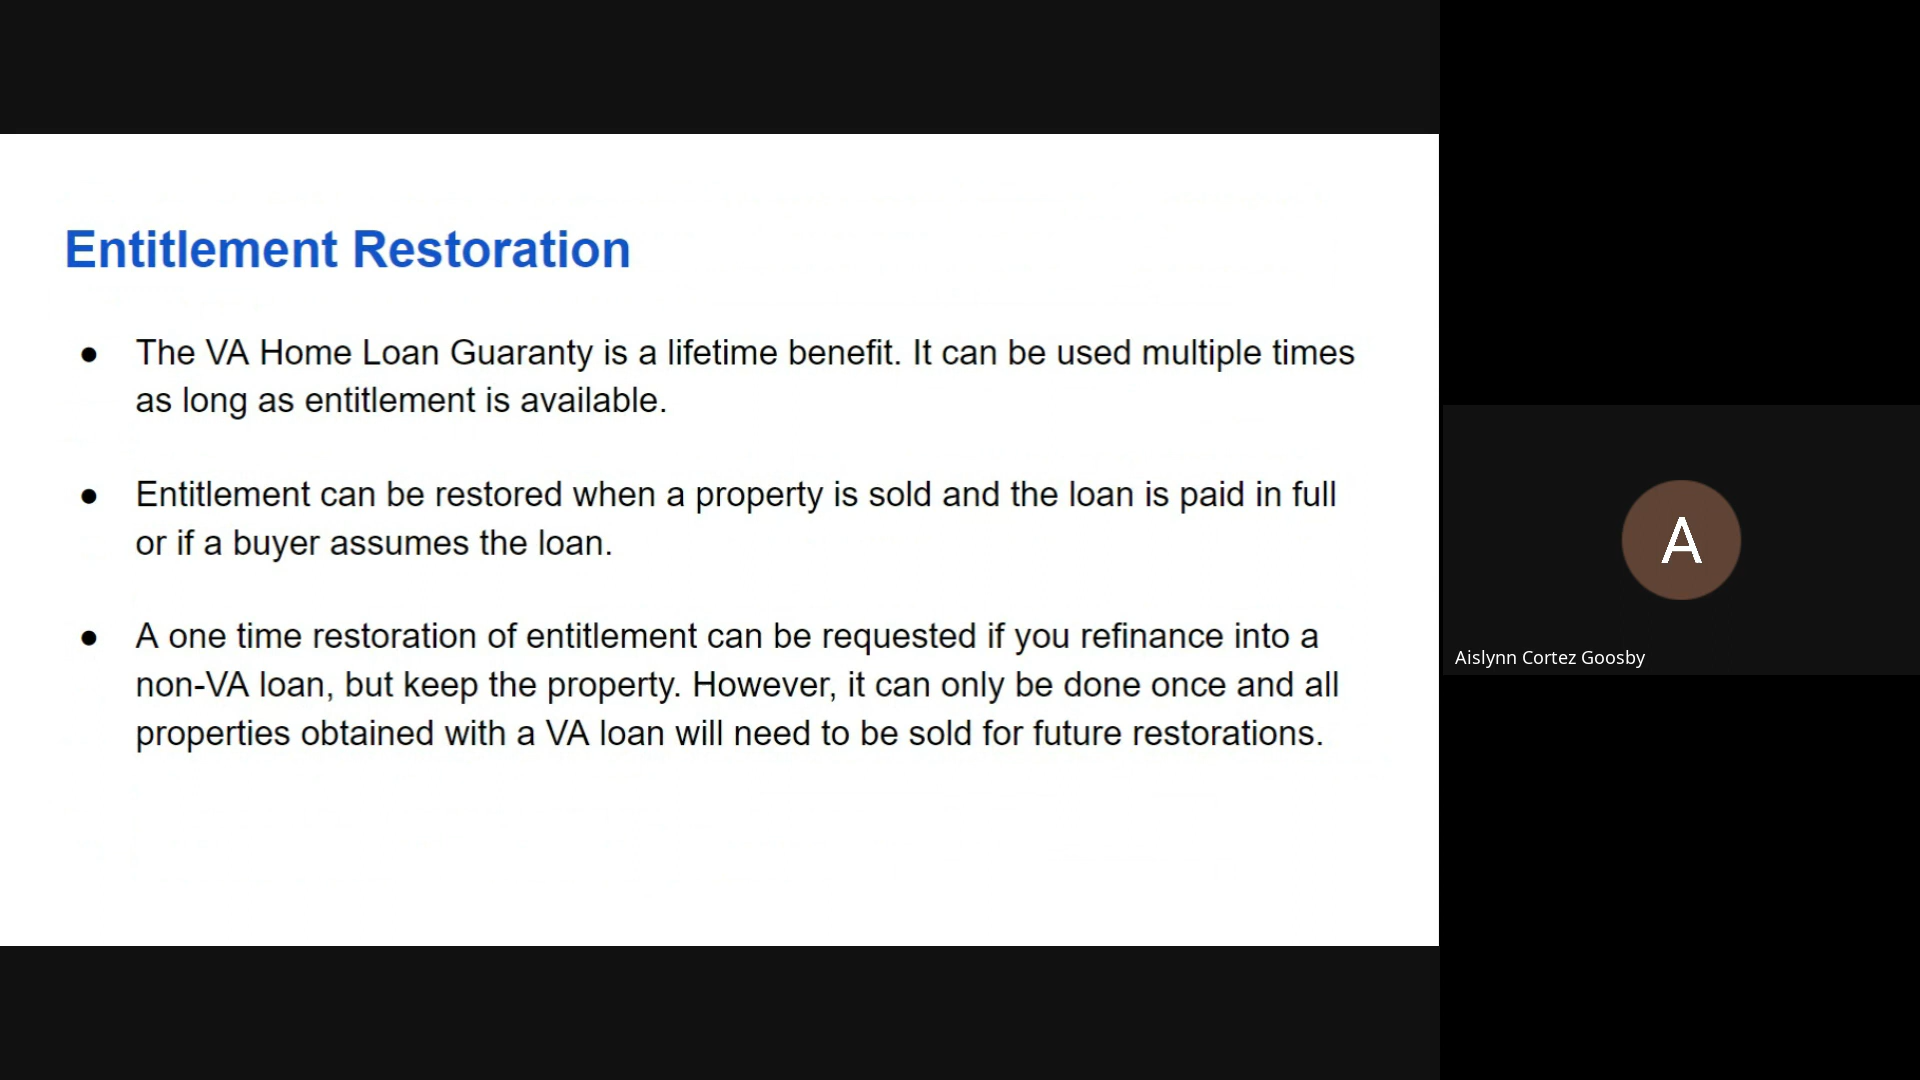 Entitlement Restoration
● The VA Home Loan Guaranty is a lifetime benefit. It can be used multiple times
as long as entitlement is available.
● Entitlement can be restored when a property is sold and the loan is paid in full
or if a buyer assumes the loan.
● A one time restoration of entitlement can be requested if you refinance into a
non-VA loan, but keep the property. However, it can only be done once and all
properties obtained with a VA loan will need to be sold for future restorations.
A
Aislynn Cortez Goosby